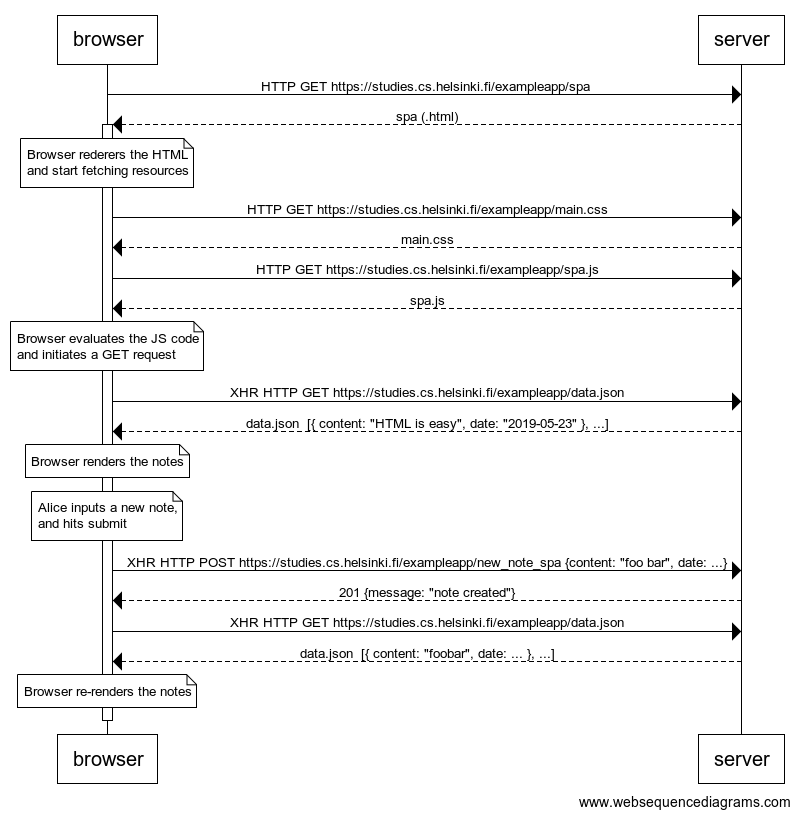 browser
server
HTTP GET https://studies.cs.helsinki.fi/exampleapp/spa
spa (.html)
Browser rederers the HTML
and start fetching resources
HTTP GET https://studies.cs.helsinki.fi/exampleapp/main.css
main.css
HTTP GET https://studies.cs.helsinki.fi/exampleapp/spa.js
spa.js
Browser evaluates the JS code
and initiates a GET request
XHR HTTP GET https://studies.cs.helsinki.fi/exampleapp/data.json
data.json  [{ content: "HTML is easy", date: "2019-05-23" }, ...]
Browser renders the notes
Alice inputs a new note,
and hits submit
XHR HTTP POST https://studies.cs.helsinki.fi/exampleapp/new_note_spa {content: "foo bar", date: ...}
201 {message: "note created"}
XHR HTTP GET https://studies.cs.helsinki.fi/exampleapp/data.json
data.json  [{ content: "foobar", date: ... }, ...]
Browser re-renders the notes
browser
server
www.websequencediagrams.com